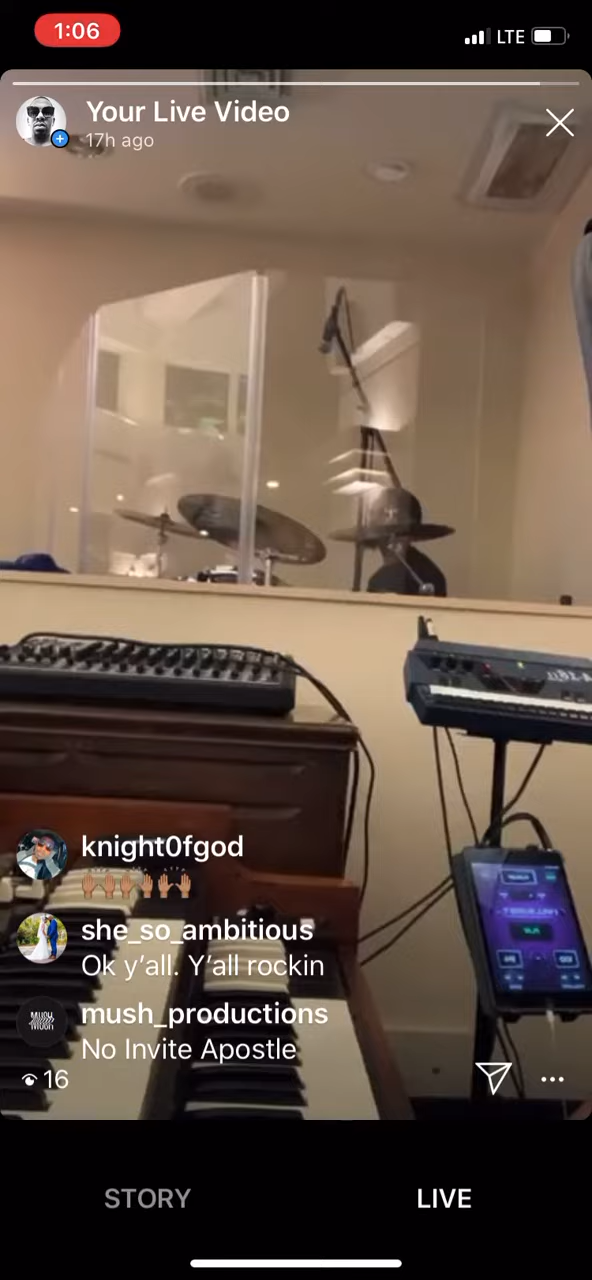 1:06
LTE
Your Live Video
17h ago
knight0fgod
🙌🏽🙌🏽🙌🏽🙌🏽🙌🏽
she_so_ambitious
Ok y’all. Y’all rockin
mush_productions
No Invite Apostle
16
STORY
LIVE